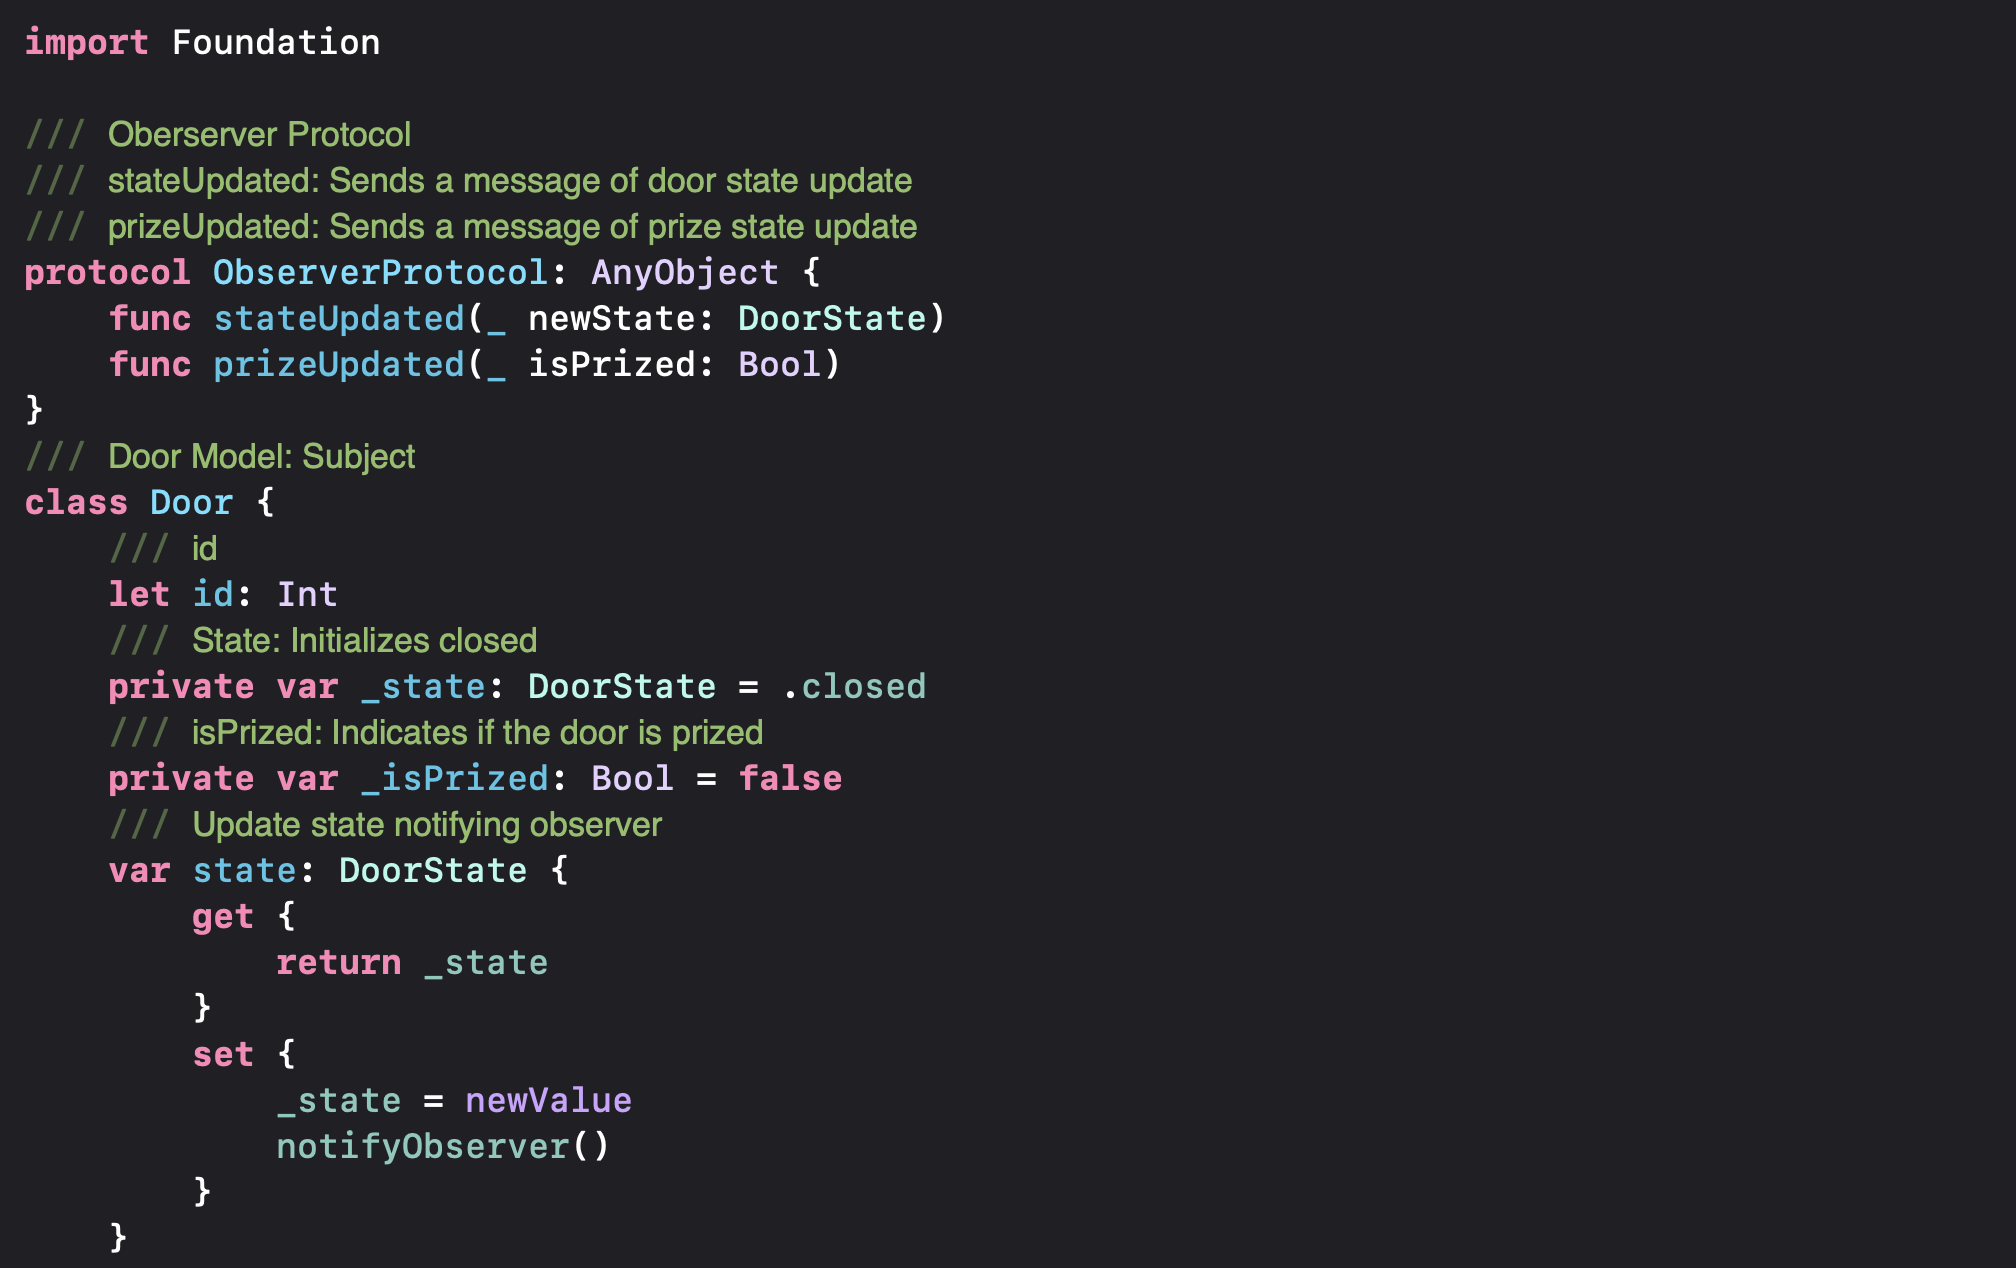 import Foundation

/// Oberserver Protocol
/// stateUpdated: Sends a message of door state update
/// prizeUpdated: Sends a message of prize state update
protocol ObserverProtocol: AnyObject {
    func stateUpdated(_ newState: DoorState)
    func prizeUpdated(_ isPrized: Bool)
}
/// Door Model: Subject
class Door {
    /// id
    let id: Int
    /// State: Initializes closed
    private var _state: DoorState = .closed
    /// isPrized: Indicates if the door is prized
    private var _isPrized: Bool = false
    /// Update state notifying observer
    var state: DoorState {
        get {
            return _state
        }
        set {
            _state = newValue
            notifyObserver()
        }
    }